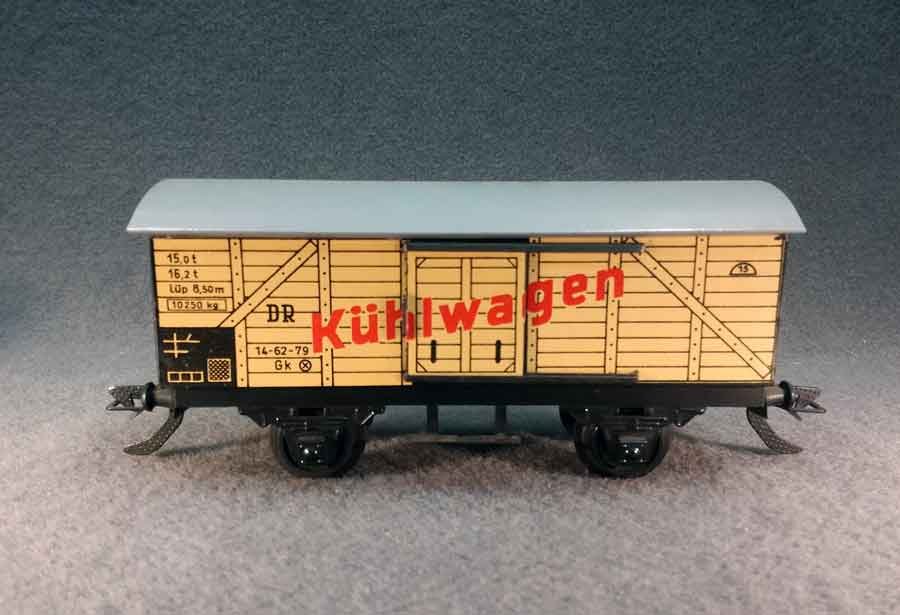 15,0 t
16,2 t
lüp 8,50m
10250 kg
DR
14-62-79
Gk
Kühlwagen
15